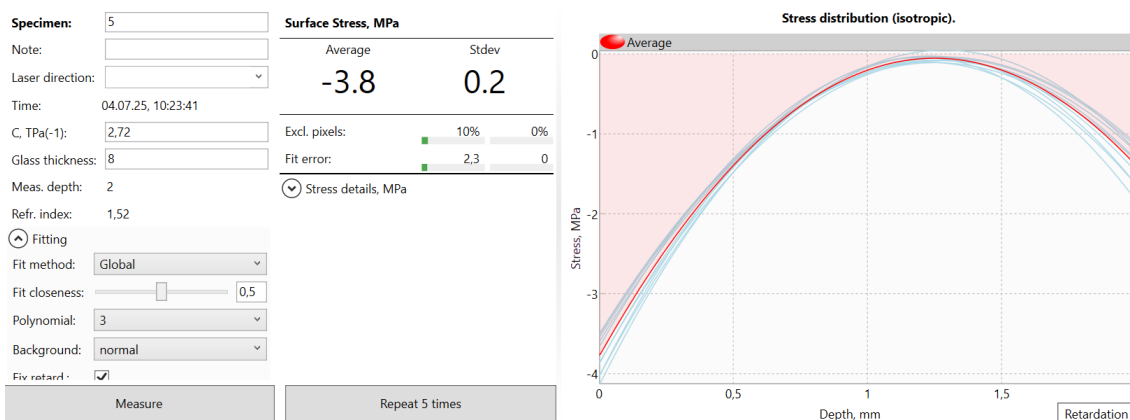 Specimen: 5
Note:
Laser direction:
Time: 04.07.25, 10:23:41
C, TPa(-1): 2,72
Glass thickness: 8
Meas. depth: 2
Refr. index: 1,52
Fitting
Fit method: Global
Fit closeness: 0,5
Polynomial: 3
Background: normal
Fix retard.:
Measure
Surface Stress, MPa
Average Stdev
-3.8 0.2
Excl. pixels: 10% 0%
Fit error: 2,3 0
Stress details, MPa
Repeat 5 times
Stress distribution (isotropic).
Average
Stress, MPa
0
-1
-2
-3
-4
0 0,5 1 1,5
Depth, mm
Retardation